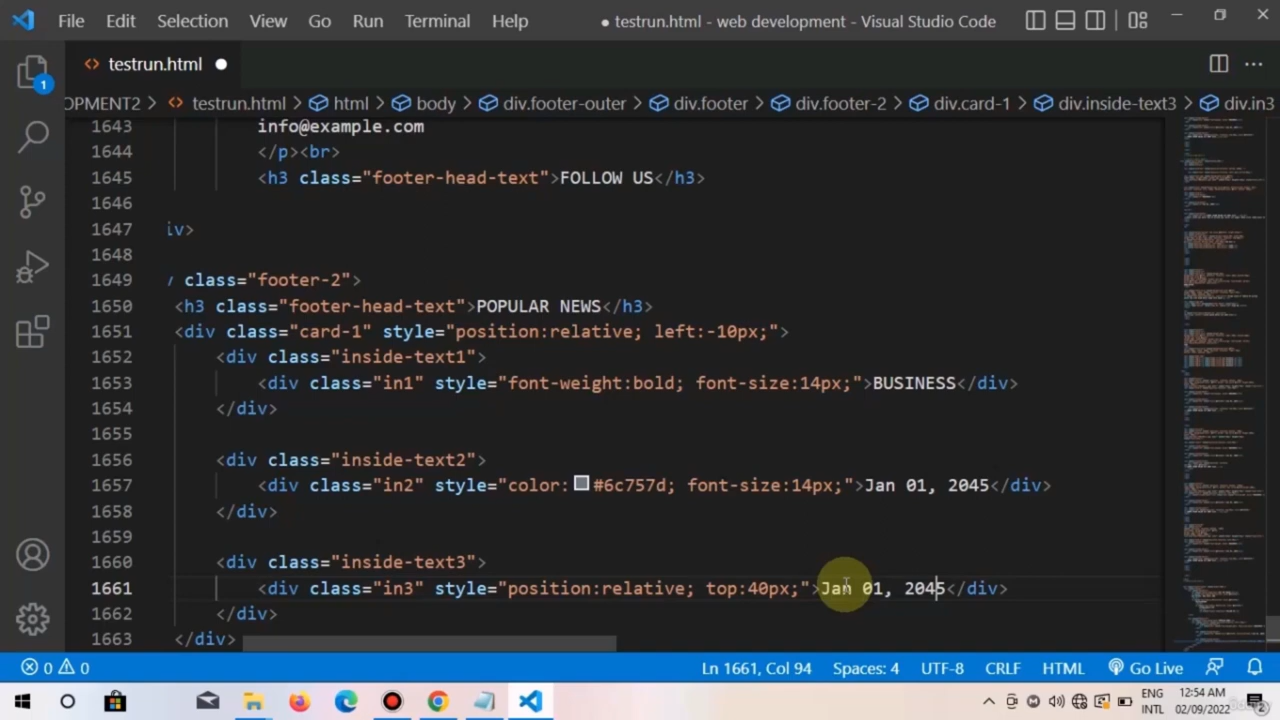 File Edit Selection View Go Run Terminal Help ● testrun.html - web development - Visual Studio Code
1 <> testrun.html ●
OPMENT2 > <> testrun.html > html > body > div.footer-outer > div.footer > div.footer-2 > div.card-1 > div.inside-text3 > div.in3
1643 info@example.com
1644 </p><br>
1645 <h3 class="footer-head-text">FOLLOW US</h3>
1646
1647 iv>
1648
1649 class="footer-2">
1650 <h3 class="footer-head-text">POPULAR NEWS</h3>
1651 <div class="card-1" style="position:relative; left:-10px;">
1652 <div class="inside-text1">
1653 <div class="in1" style="font-weight:bold; font-size:14px;">BUSINESS</div>
1654 </div>
1655
1656 <div class="inside-text2">
1657 <div class="in2" style="color:#6c757d; font-size:14px;">Jan 01, 2045</div>
1658 </div>
1659
1660 <div class="inside-text3">
1661 <div class="in3" style="position:relative; top:40px;">Jan 01, 2045</div>
1662 </div>
1663 </div>
0 0 Ln 1661, Col 94 Spaces: 4 UTF-8 CRLF HTML Go Live
ENG 12:54 AM
INTL 02/09/2022 2